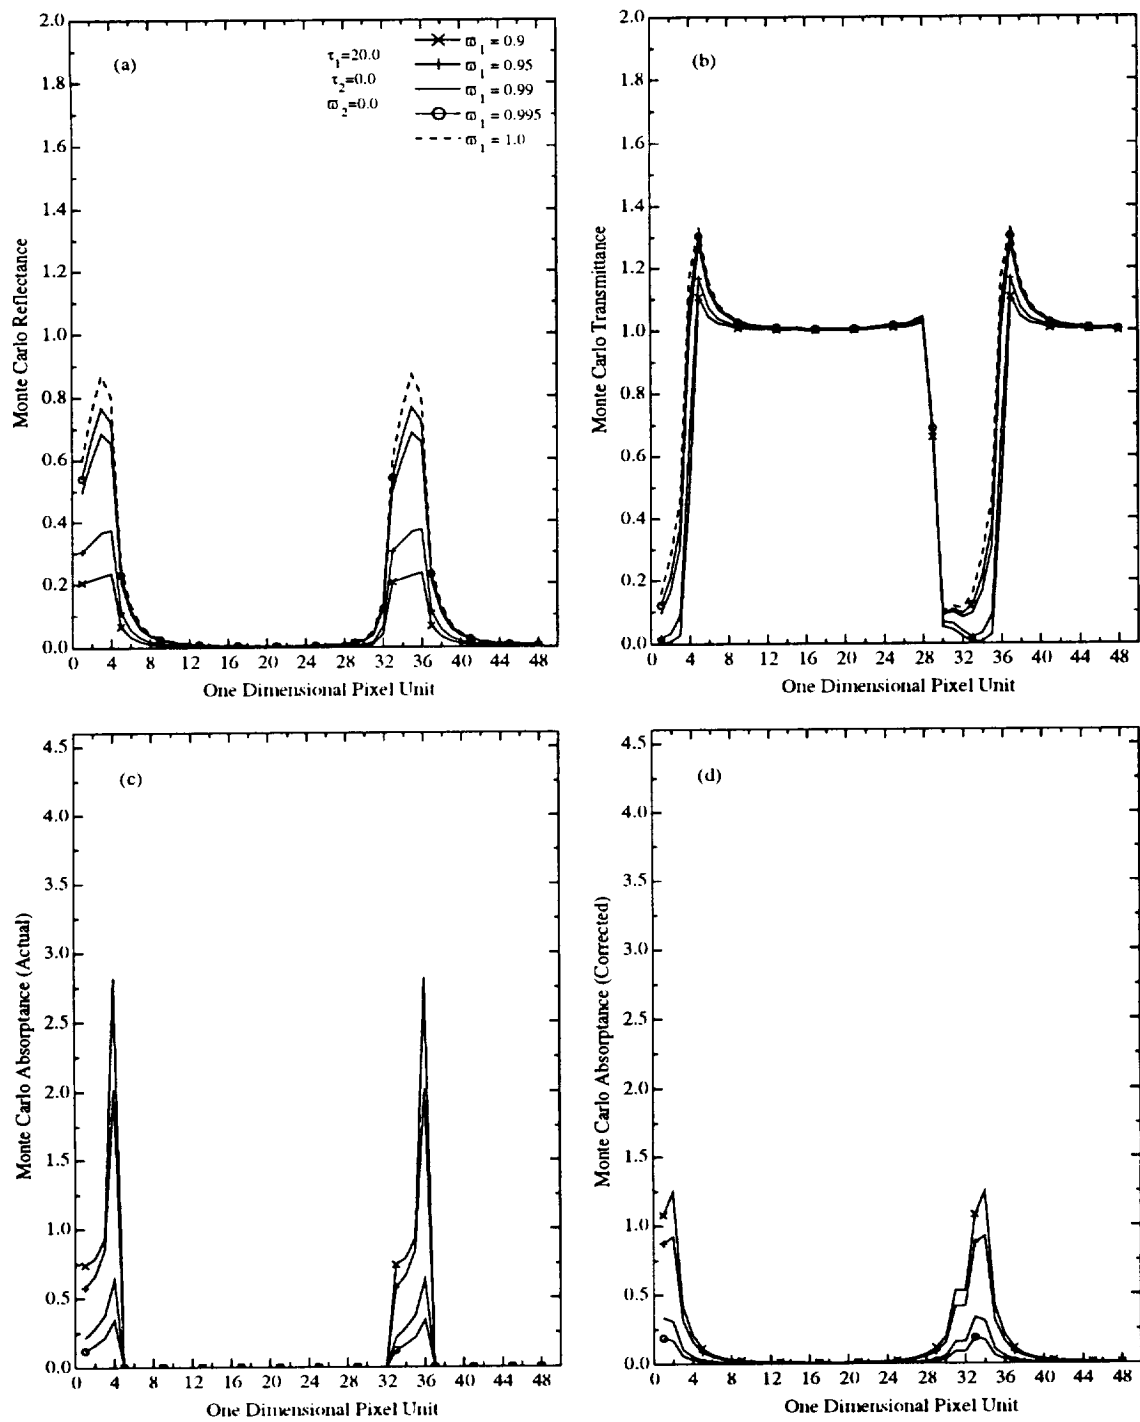 (a)
τ1=20.0
τ2=0.0
ϖ2=0.0
ϖ1 = 0.9
ϖ1 = 0.95
ϖ1 = 0.99
ϖ1 = 0.995
ϖ1 = 1.0
2.0
1.8
1.6
1.4
1.2
1.0
0.8
0.6
0.4
0.2
0.0
Monte Carlo Reflectance
0 4 8 12 16 20 24 28 32 36 40 44 48
One Dimensional Pixel Unit
(b)
2.0
1.8
1.6
1.4
1.2
1.0
0.8
0.6
0.4
0.2
0.0
Monte Carlo Transmittance
0 4 8 12 16 20 24 28 32 36 40 44 48
One Dimensional Pixel Unit
(c)
4.5
4.0
3.5
3.0
2.5
2.0
1.5
1.0
0.5
0.0
Monte Carlo Absorptance (Actual)
0 4 8 12 16 20 24 28 32 36 40 44 48
One Dimensional Pixel Unit
(d)
4.5
4.0
3.5
3.0
2.5
2.0
1.5
1.0
0.5
0.0
Monte Carlo Absorptance (Corrected)
0 4 8 12 16 20 24 28 32 36 40 44 48
One Dimensional Pixel Unit